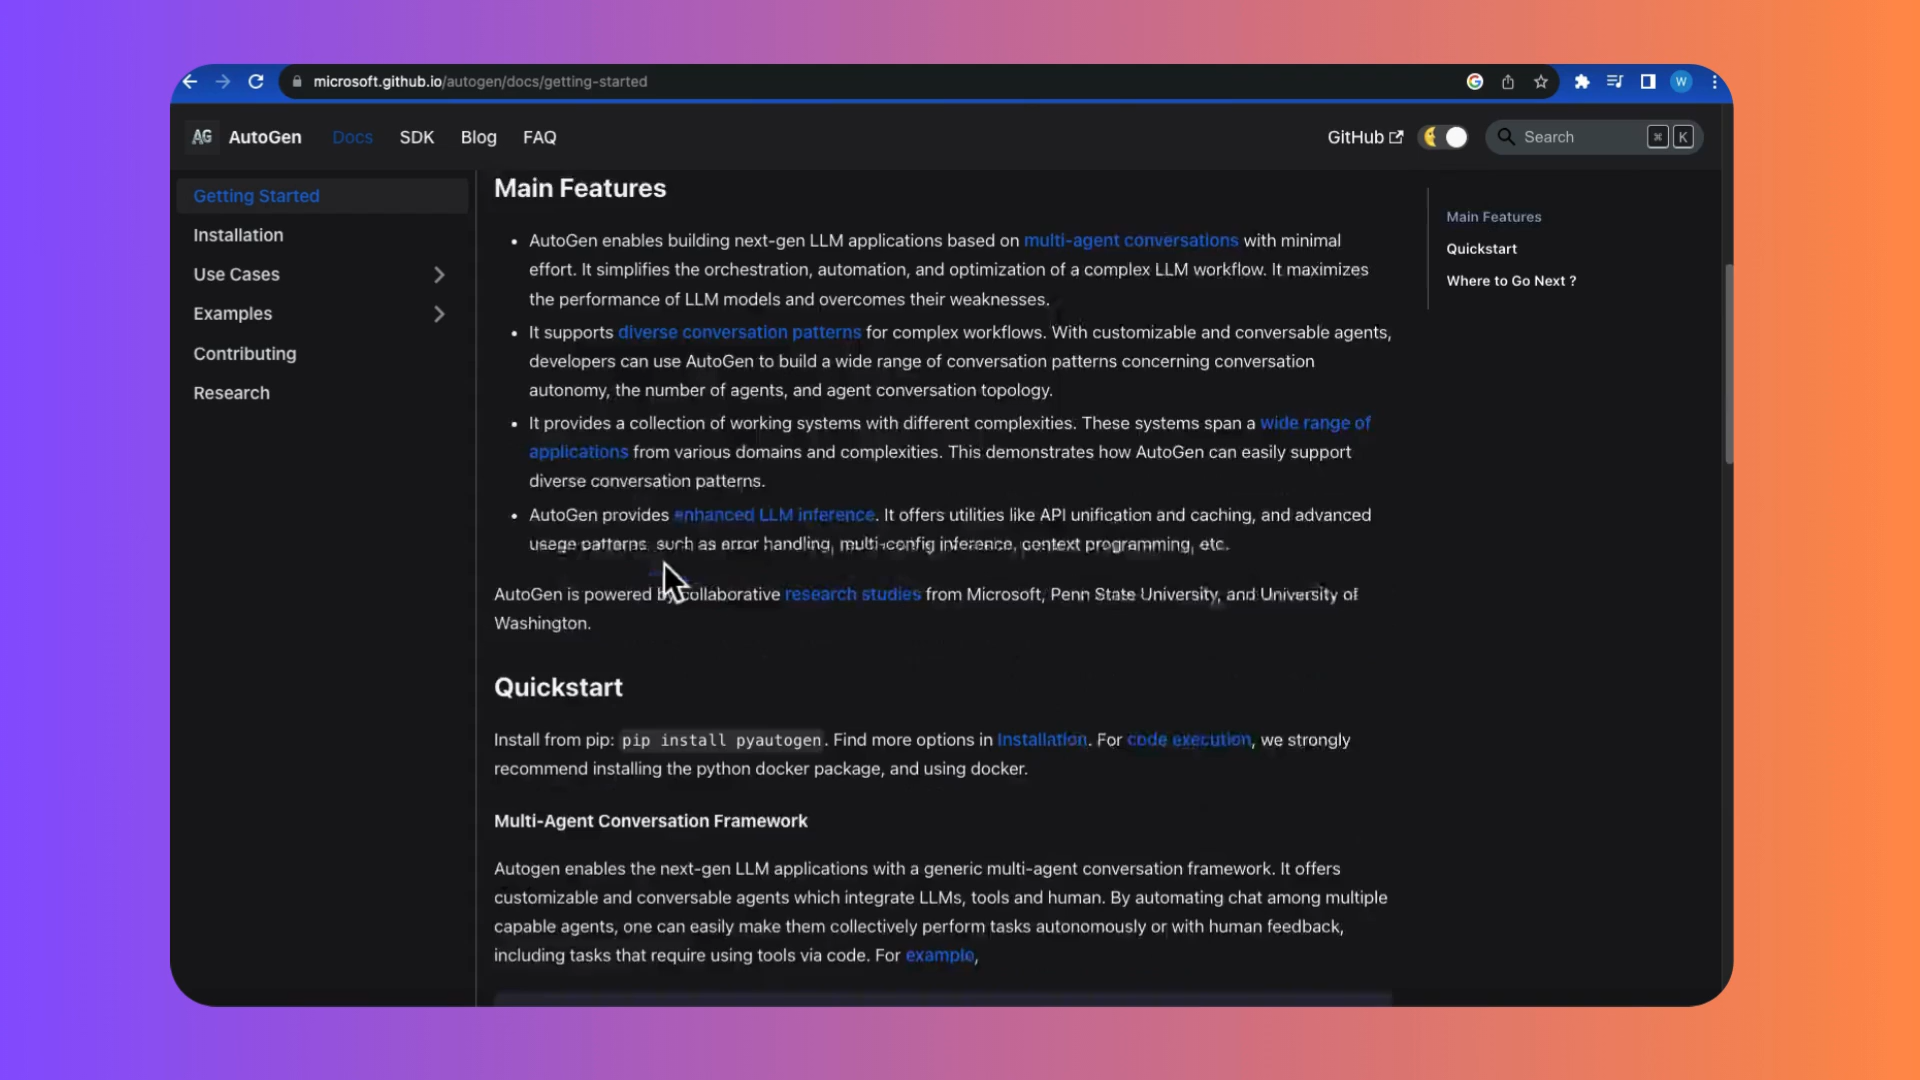 microsoft.github.io/autogen/docs/getting-started
W
AG AutoGen Docs SDK Blog FAQ
GitHub Search ⌘ K
Getting Started
Installation
Use Cases
Examples
Contributing
Research
Main Features
• AutoGen enables building next-gen LLM applications based on multi-agent conversations with minimal
effort. It simplifies the orchestration, automation, and optimization of a complex LLM workflow. It maximizes
the performance of LLM models and overcomes their weaknesses.
• It supports diverse conversation patterns for complex workflows. With customizable and conversable agents,
developers can use AutoGen to build a wide range of conversation patterns concerning conversation
autonomy, the number of agents, and agent conversation topology.
• It provides a collection of working systems with different complexities. These systems span a wide range of
applications from various domains and complexities. This demonstrates how AutoGen can easily support
diverse conversation patterns.
• AutoGen provides enhanced LLM inference. It offers utilities like API unification and caching, and advanced
usage patterns, such as error handling, multi-config inference, context programming, etc.
AutoGen is powered by collaborative research studies from Microsoft, Penn State University, and University of
Washington.
Quickstart
Install from pip: pip install pyautogen. Find more options in Installation. For code execution, we strongly
recommend installing the python docker package, and using docker.
Multi-Agent Conversation Framework
Autogen enables the next-gen LLM applications with a generic multi-agent conversation framework. It offers
customizable and conversable agents which integrate LLMs, tools and human. By automating chat among multiple
capable agents, one can easily make them collectively perform tasks autonomously or with human feedback,
including tasks that require using tools via code. For example,
Main Features
Quickstart
Where to Go Next ?